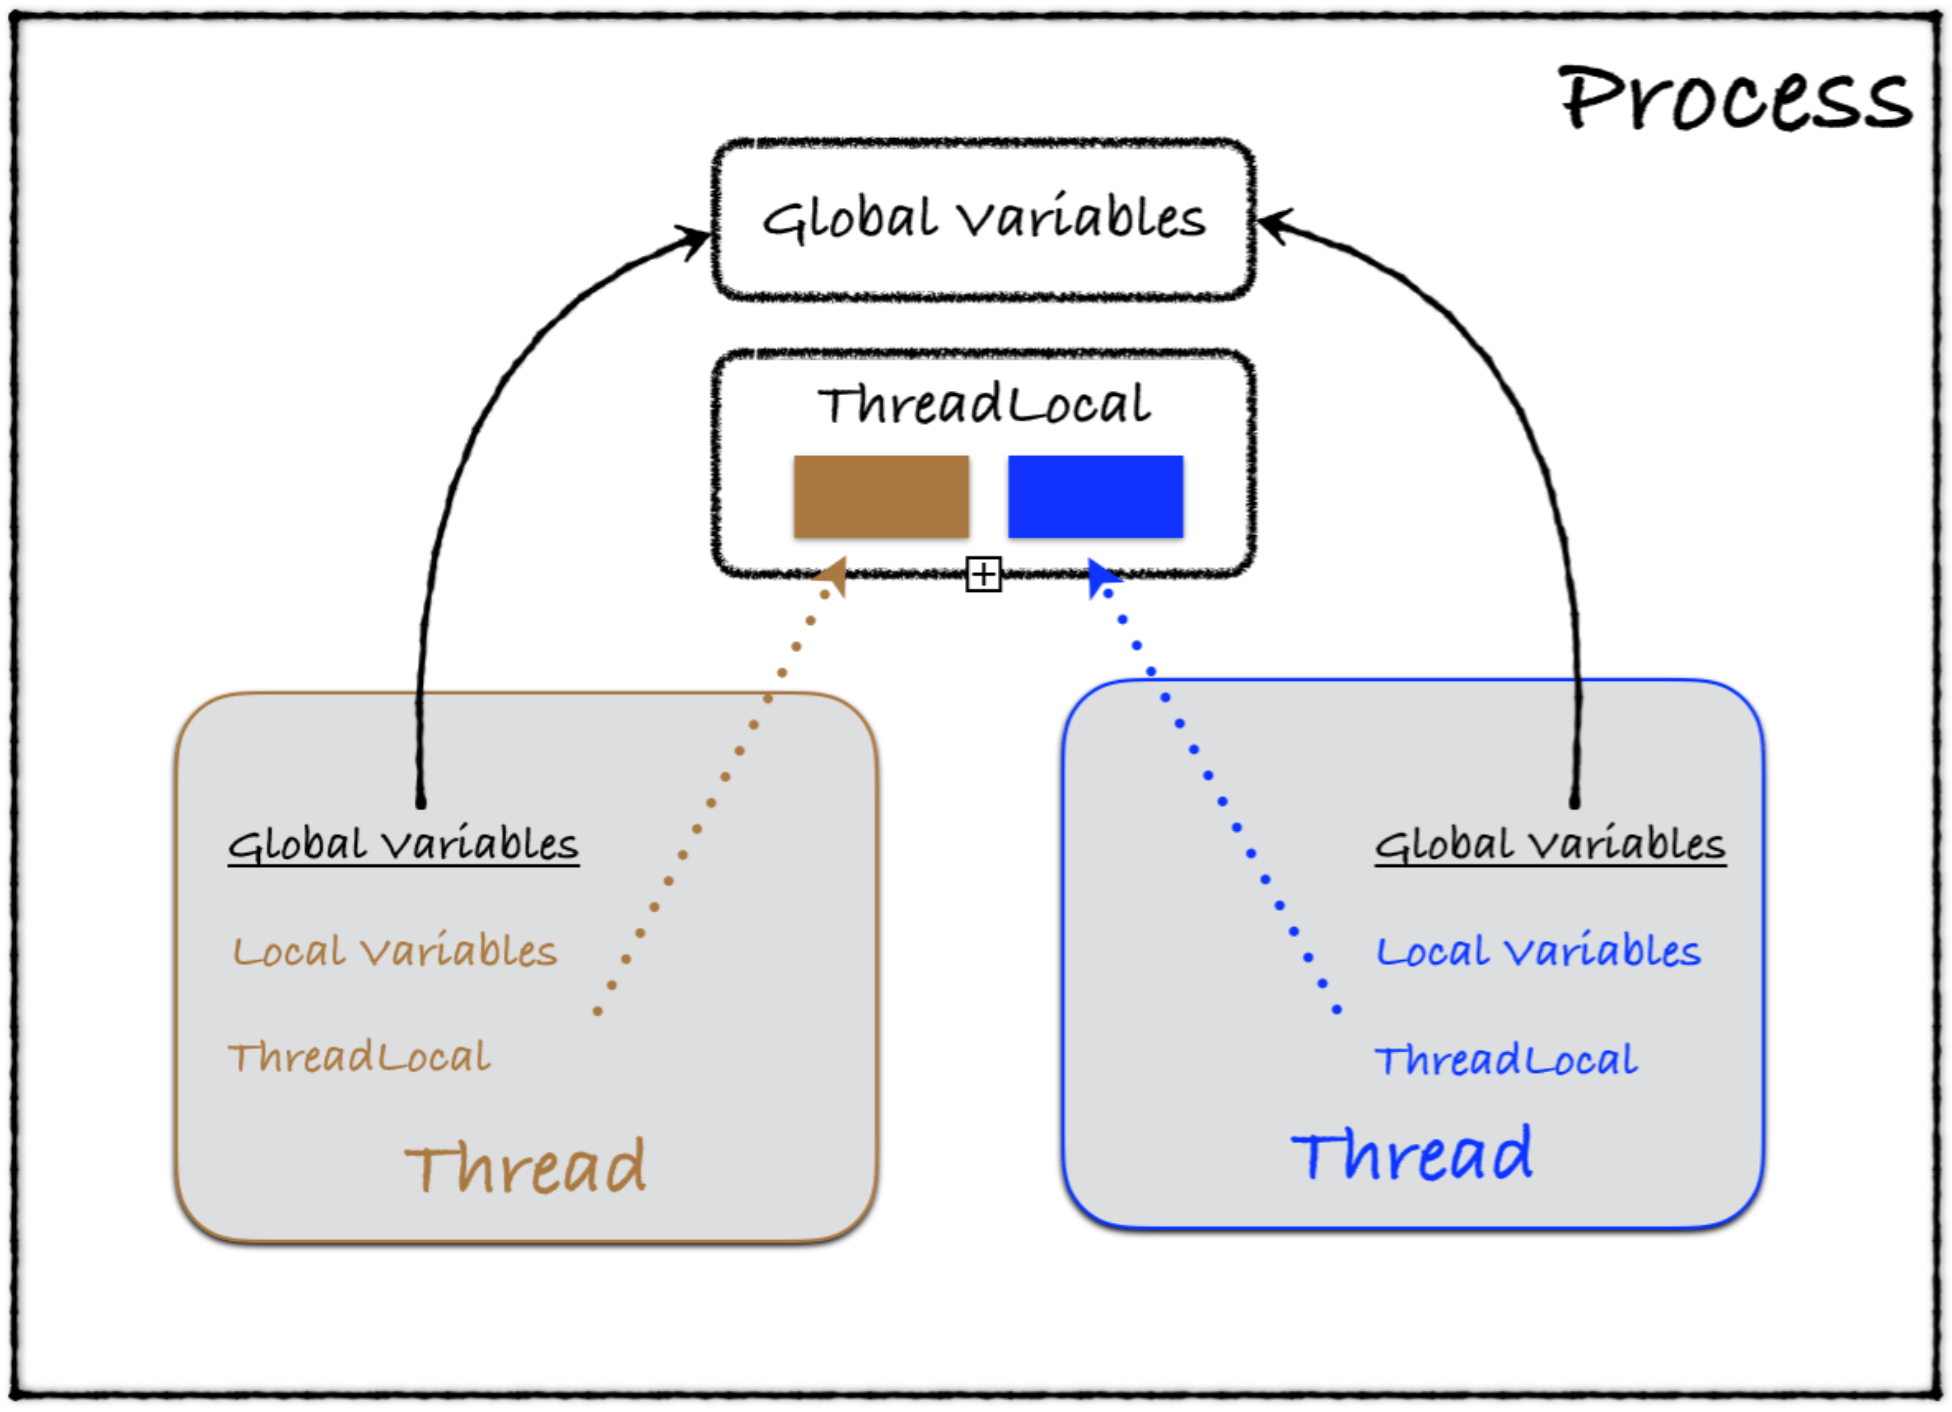 Process
Global Variables
ThreadLocal
Global Variables
Local Variables
ThreadLocal
Thread
Global Variables
Local Variables
ThreadLocal
Thread